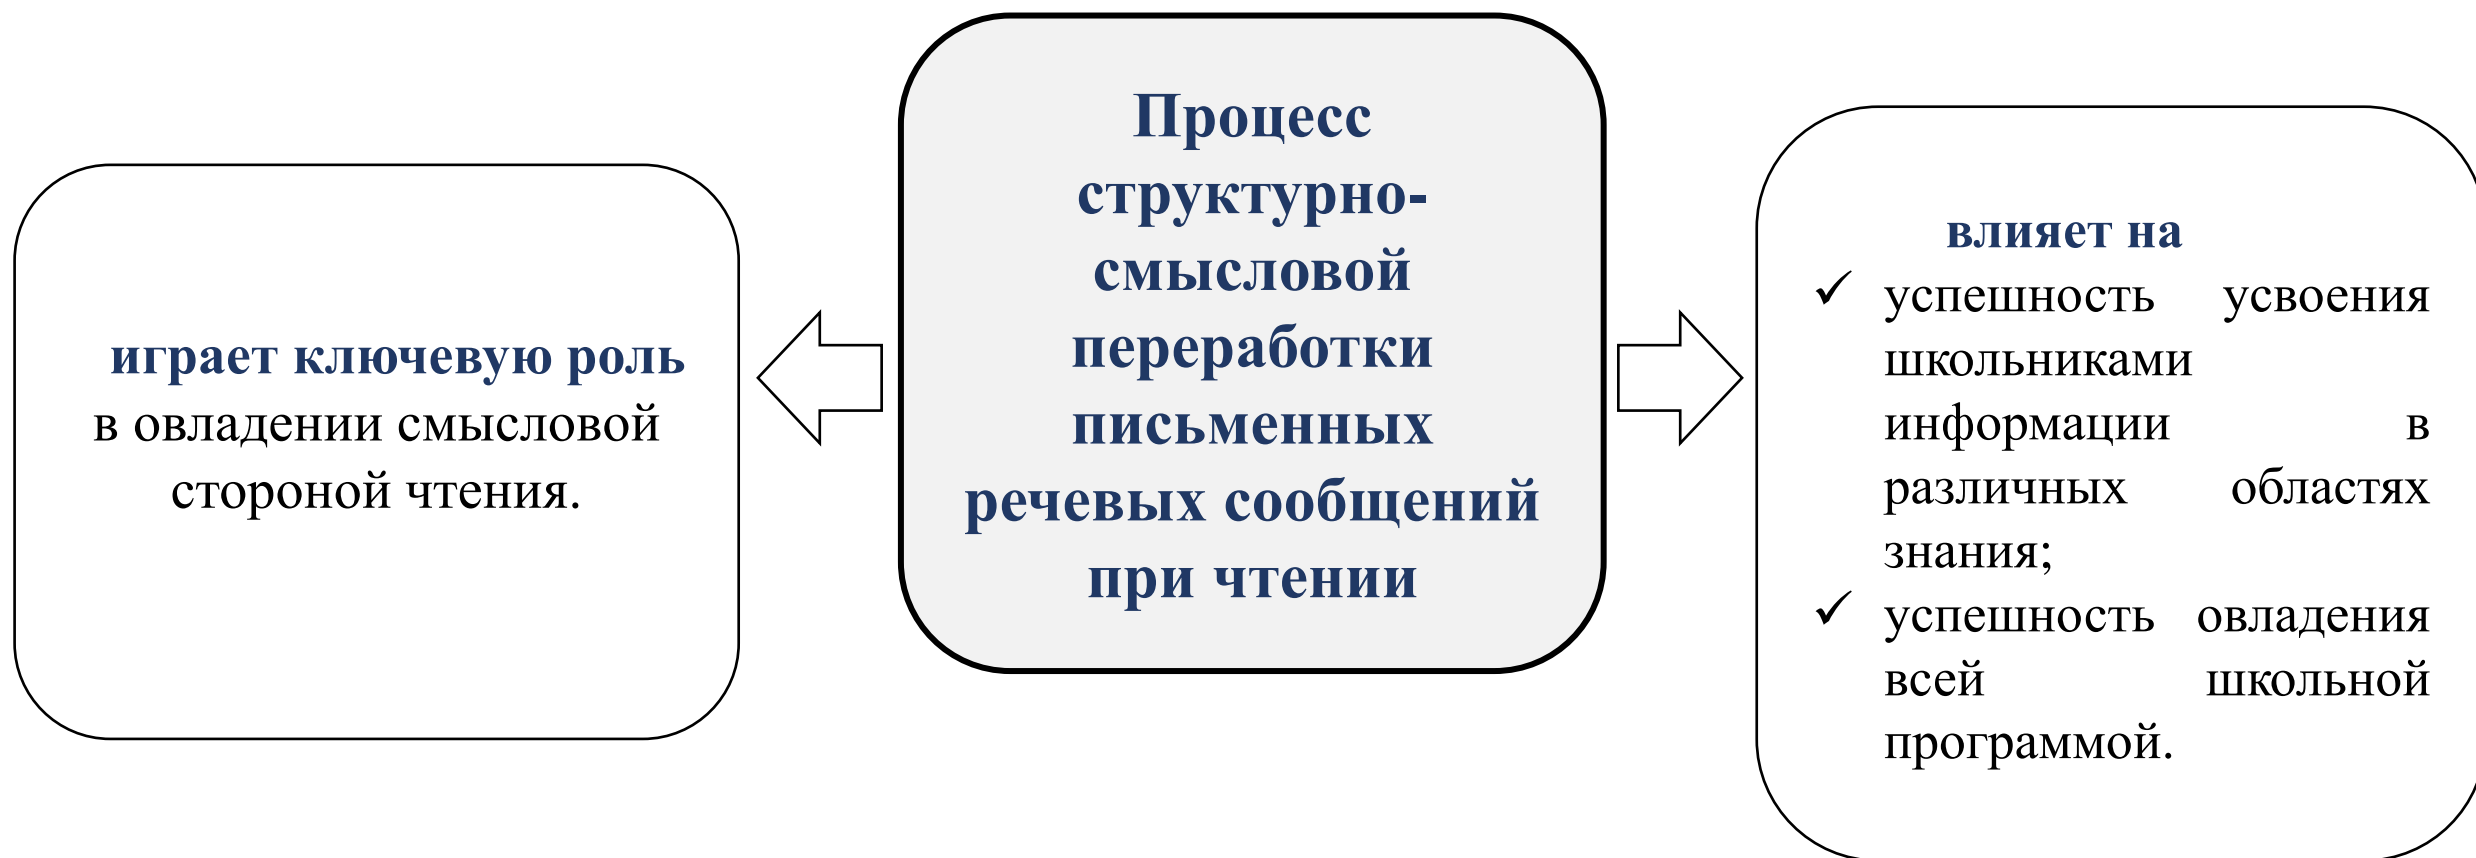 играет ключевую роль
в овладении смысловой
стороной чтения.
Процесс
структурно-
смысловой
переработки
письменных
речевых сообщений
при чтении
влияет на
✓ успешность усвоения
школьниками
информации в
различных областях
знания;
✓ успешность овладения
всей школьной
программой.